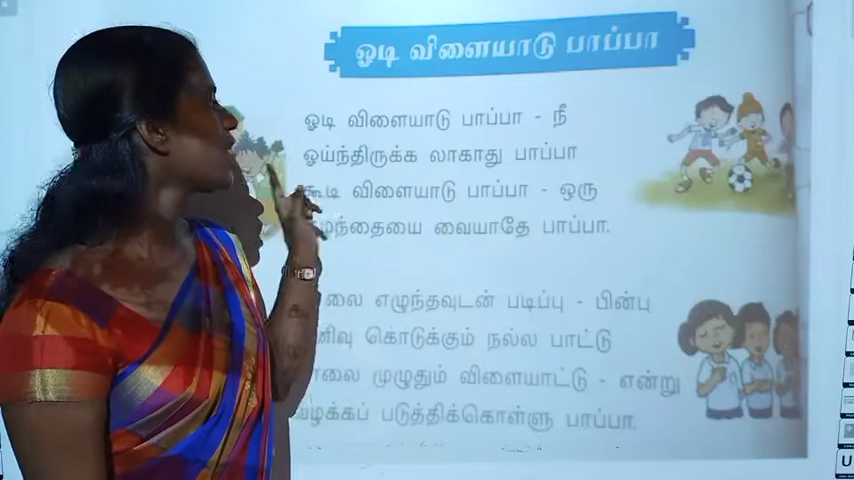 ஓடி விளையாடு பாப்பா
ஓடி விளையாடு பாப்பா - நீ
ஓய்ந்திருக்க லாகாது பாப்பா
கூடி விளையாடு பாப்பா - ஒரு
வையாதே பாப்பா.
எழுந்தவுடன் படிப்பு - பின்பு
கொடுக்கும் நல்ல பாட்டு
முழுதும் விளையாட்டு - என்று
படுத்திக்கொள்ளு பாப்பா.